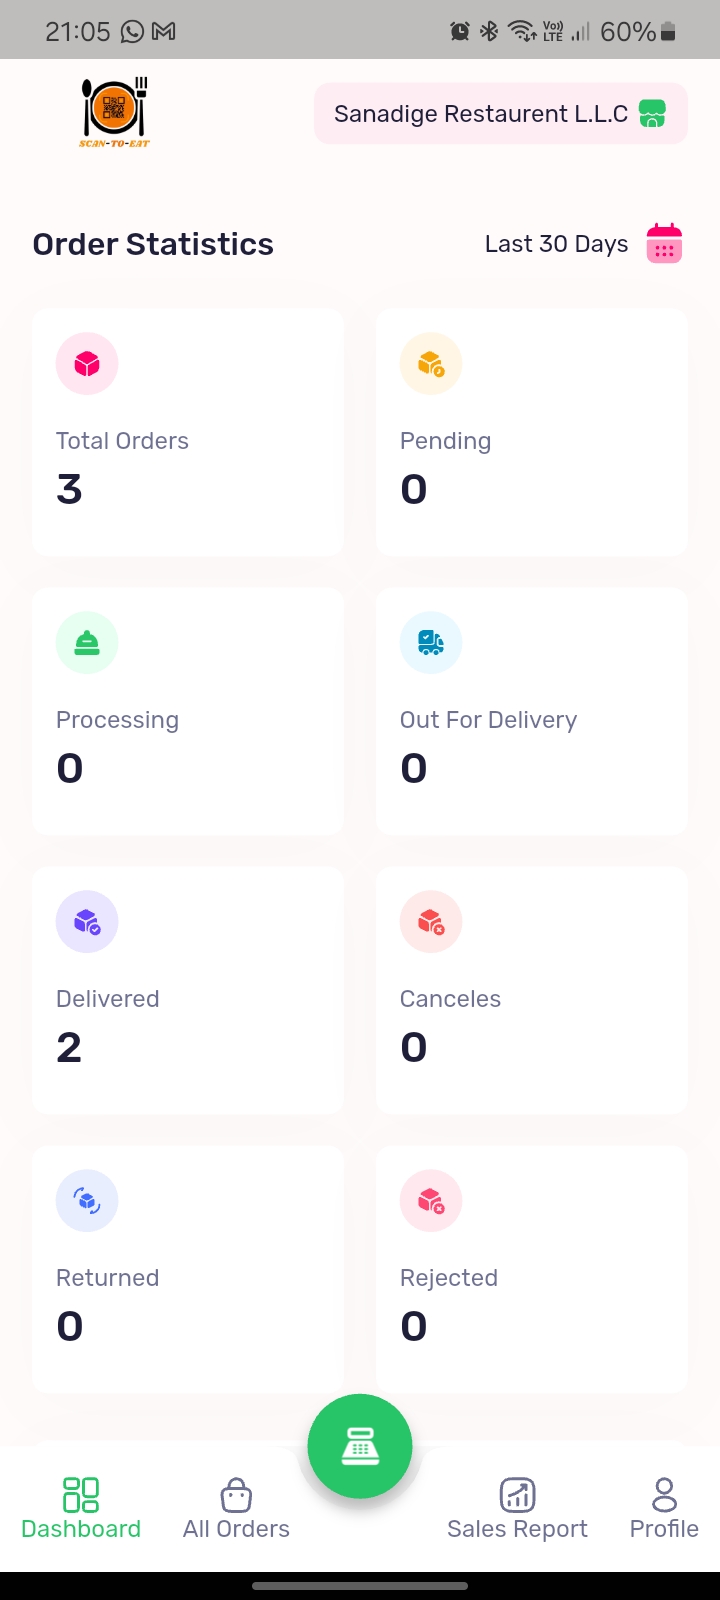 21:05
Vo))
LTE
60%
SCAN-TO-EAT
Sanadige Restaurent L.L.C
Order Statistics
Last 30 Days
Total Orders
3
Pending
0
Processing
0
Out For Delivery
0
Delivered
2
Canceles
0
Returned
0
Rejected
0
Dashboard
All Orders
Sales Report
Profile